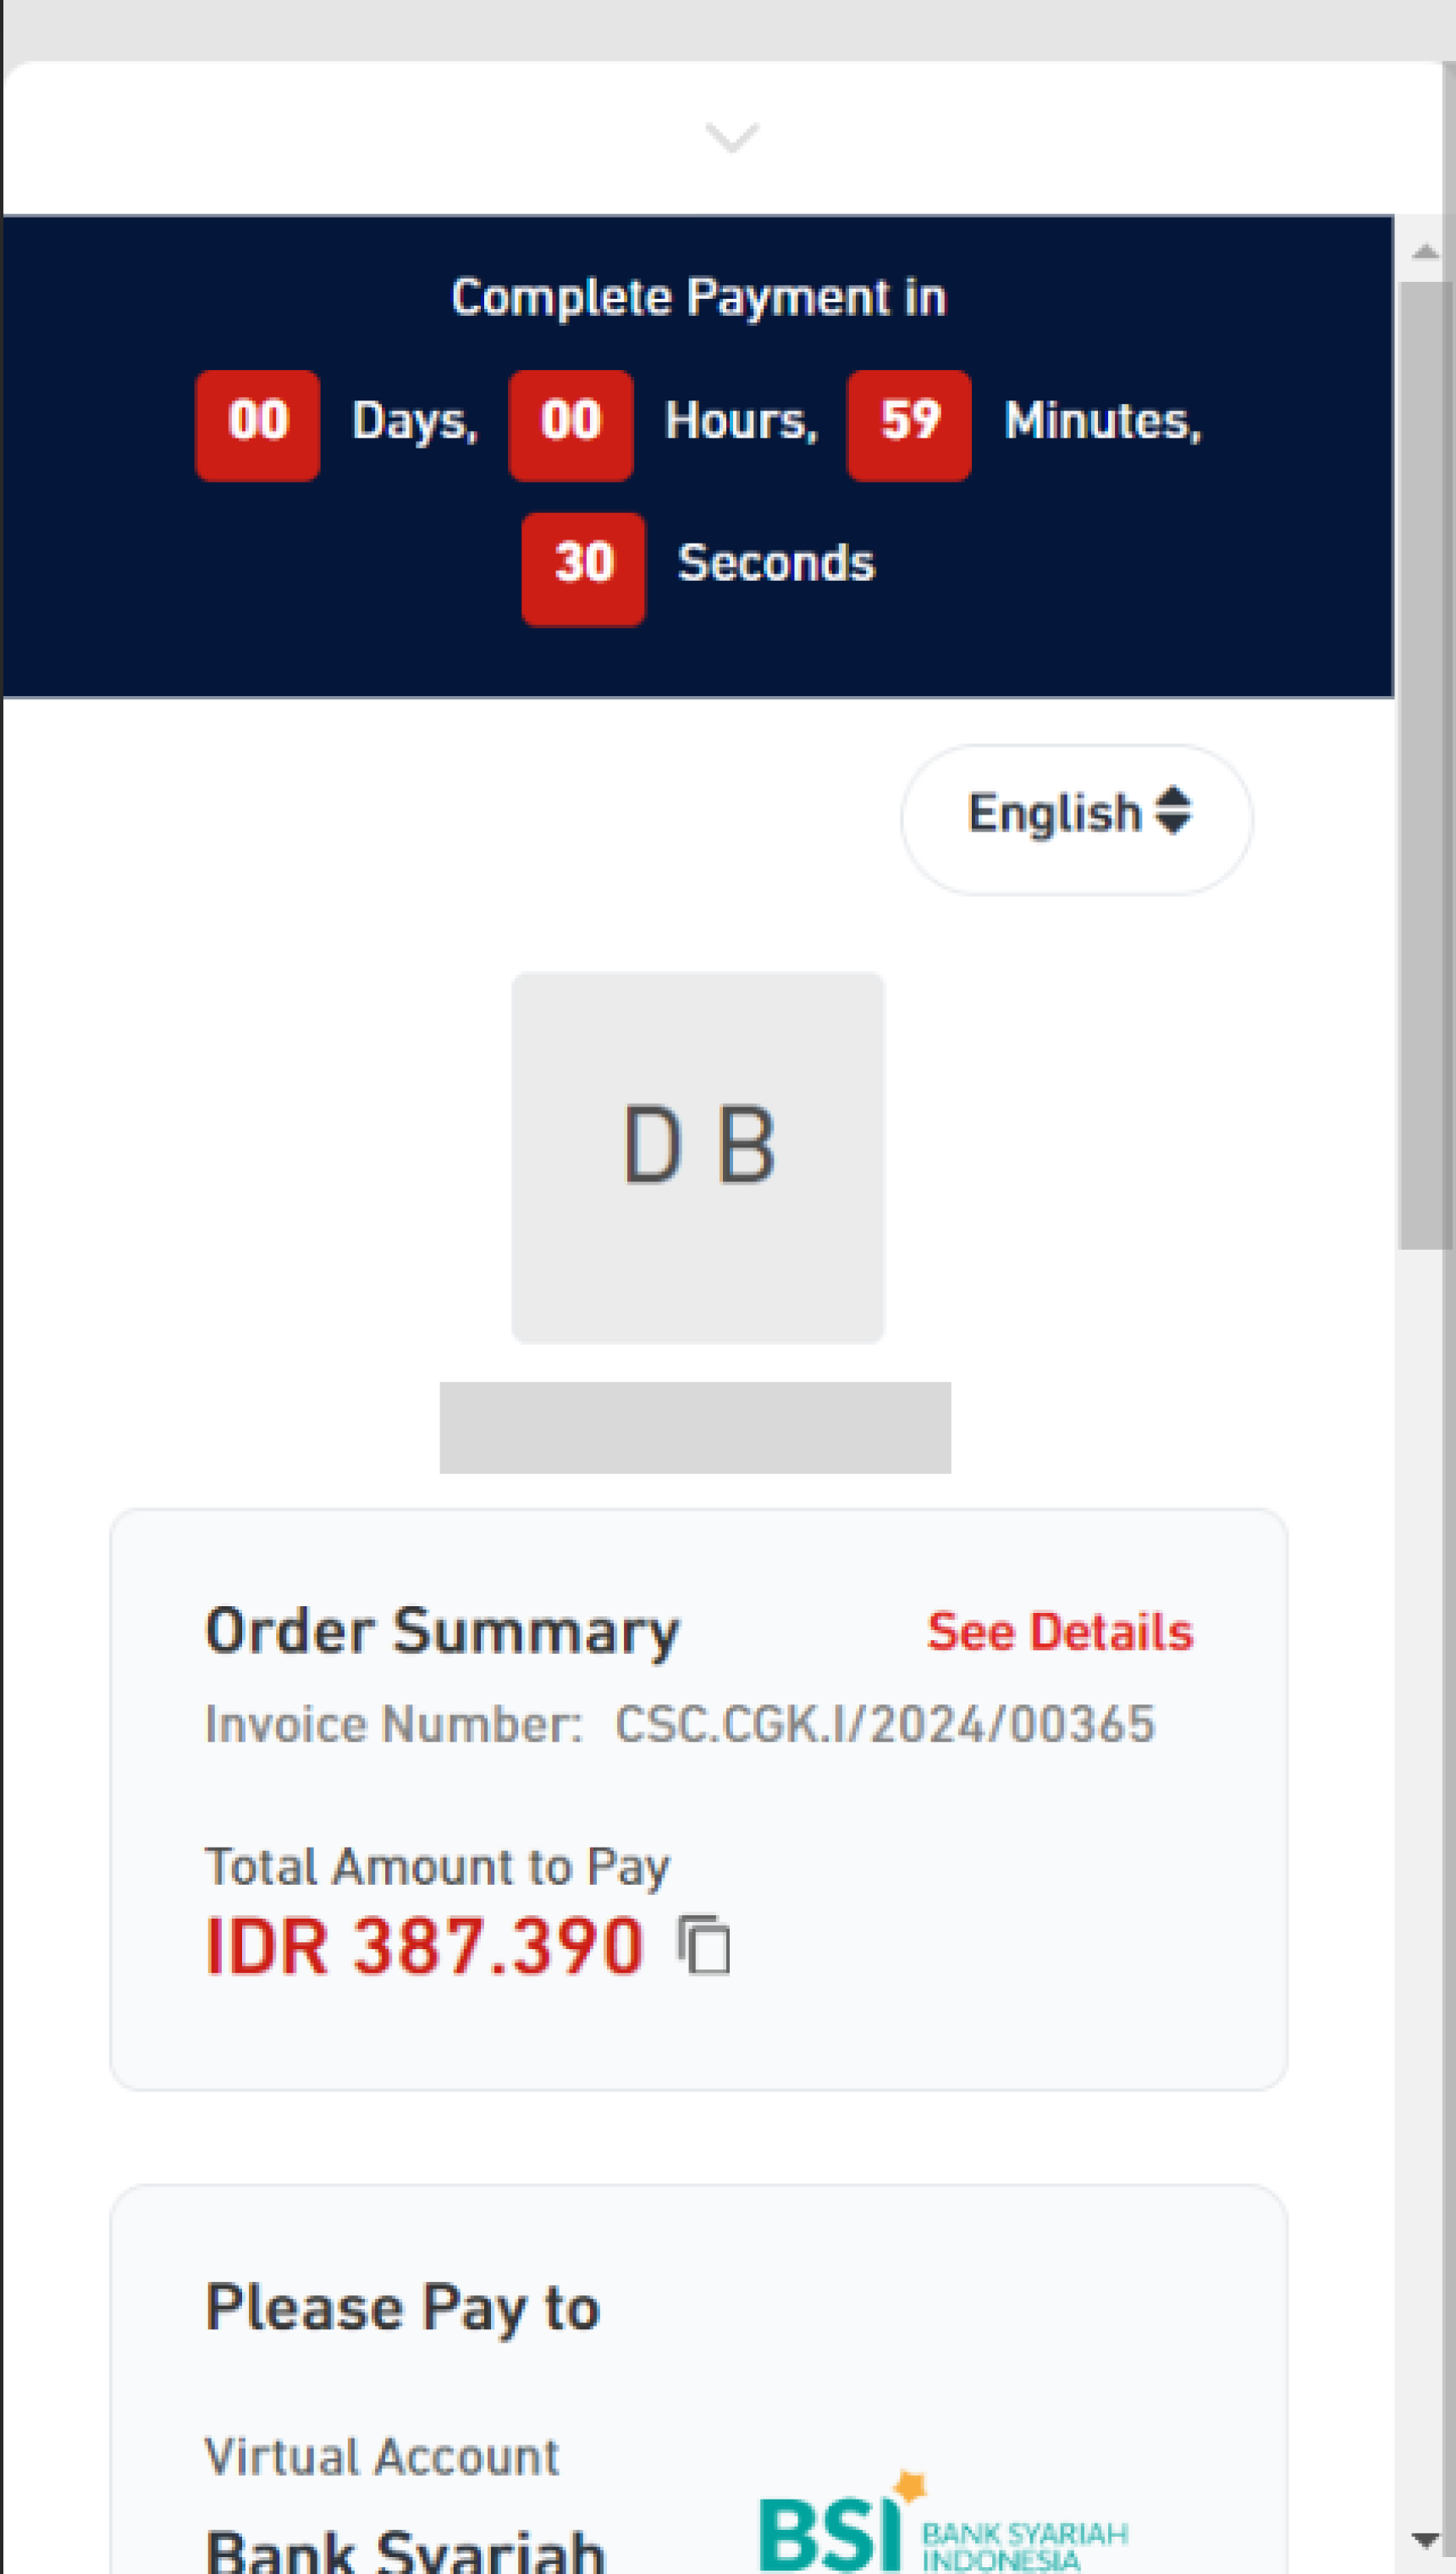 Complete Payment in
00 Days, 00 Hours, 59 Minutes,
30 Seconds
English
D B
Order Summary See Details
Invoice Number: CSC.CGK.I/2024/00365
Total Amount to Pay
IDR 387.390
Please Pay to
Virtual Account
Bank Syariah
BSI BANK SYARIAH
INDONESIA